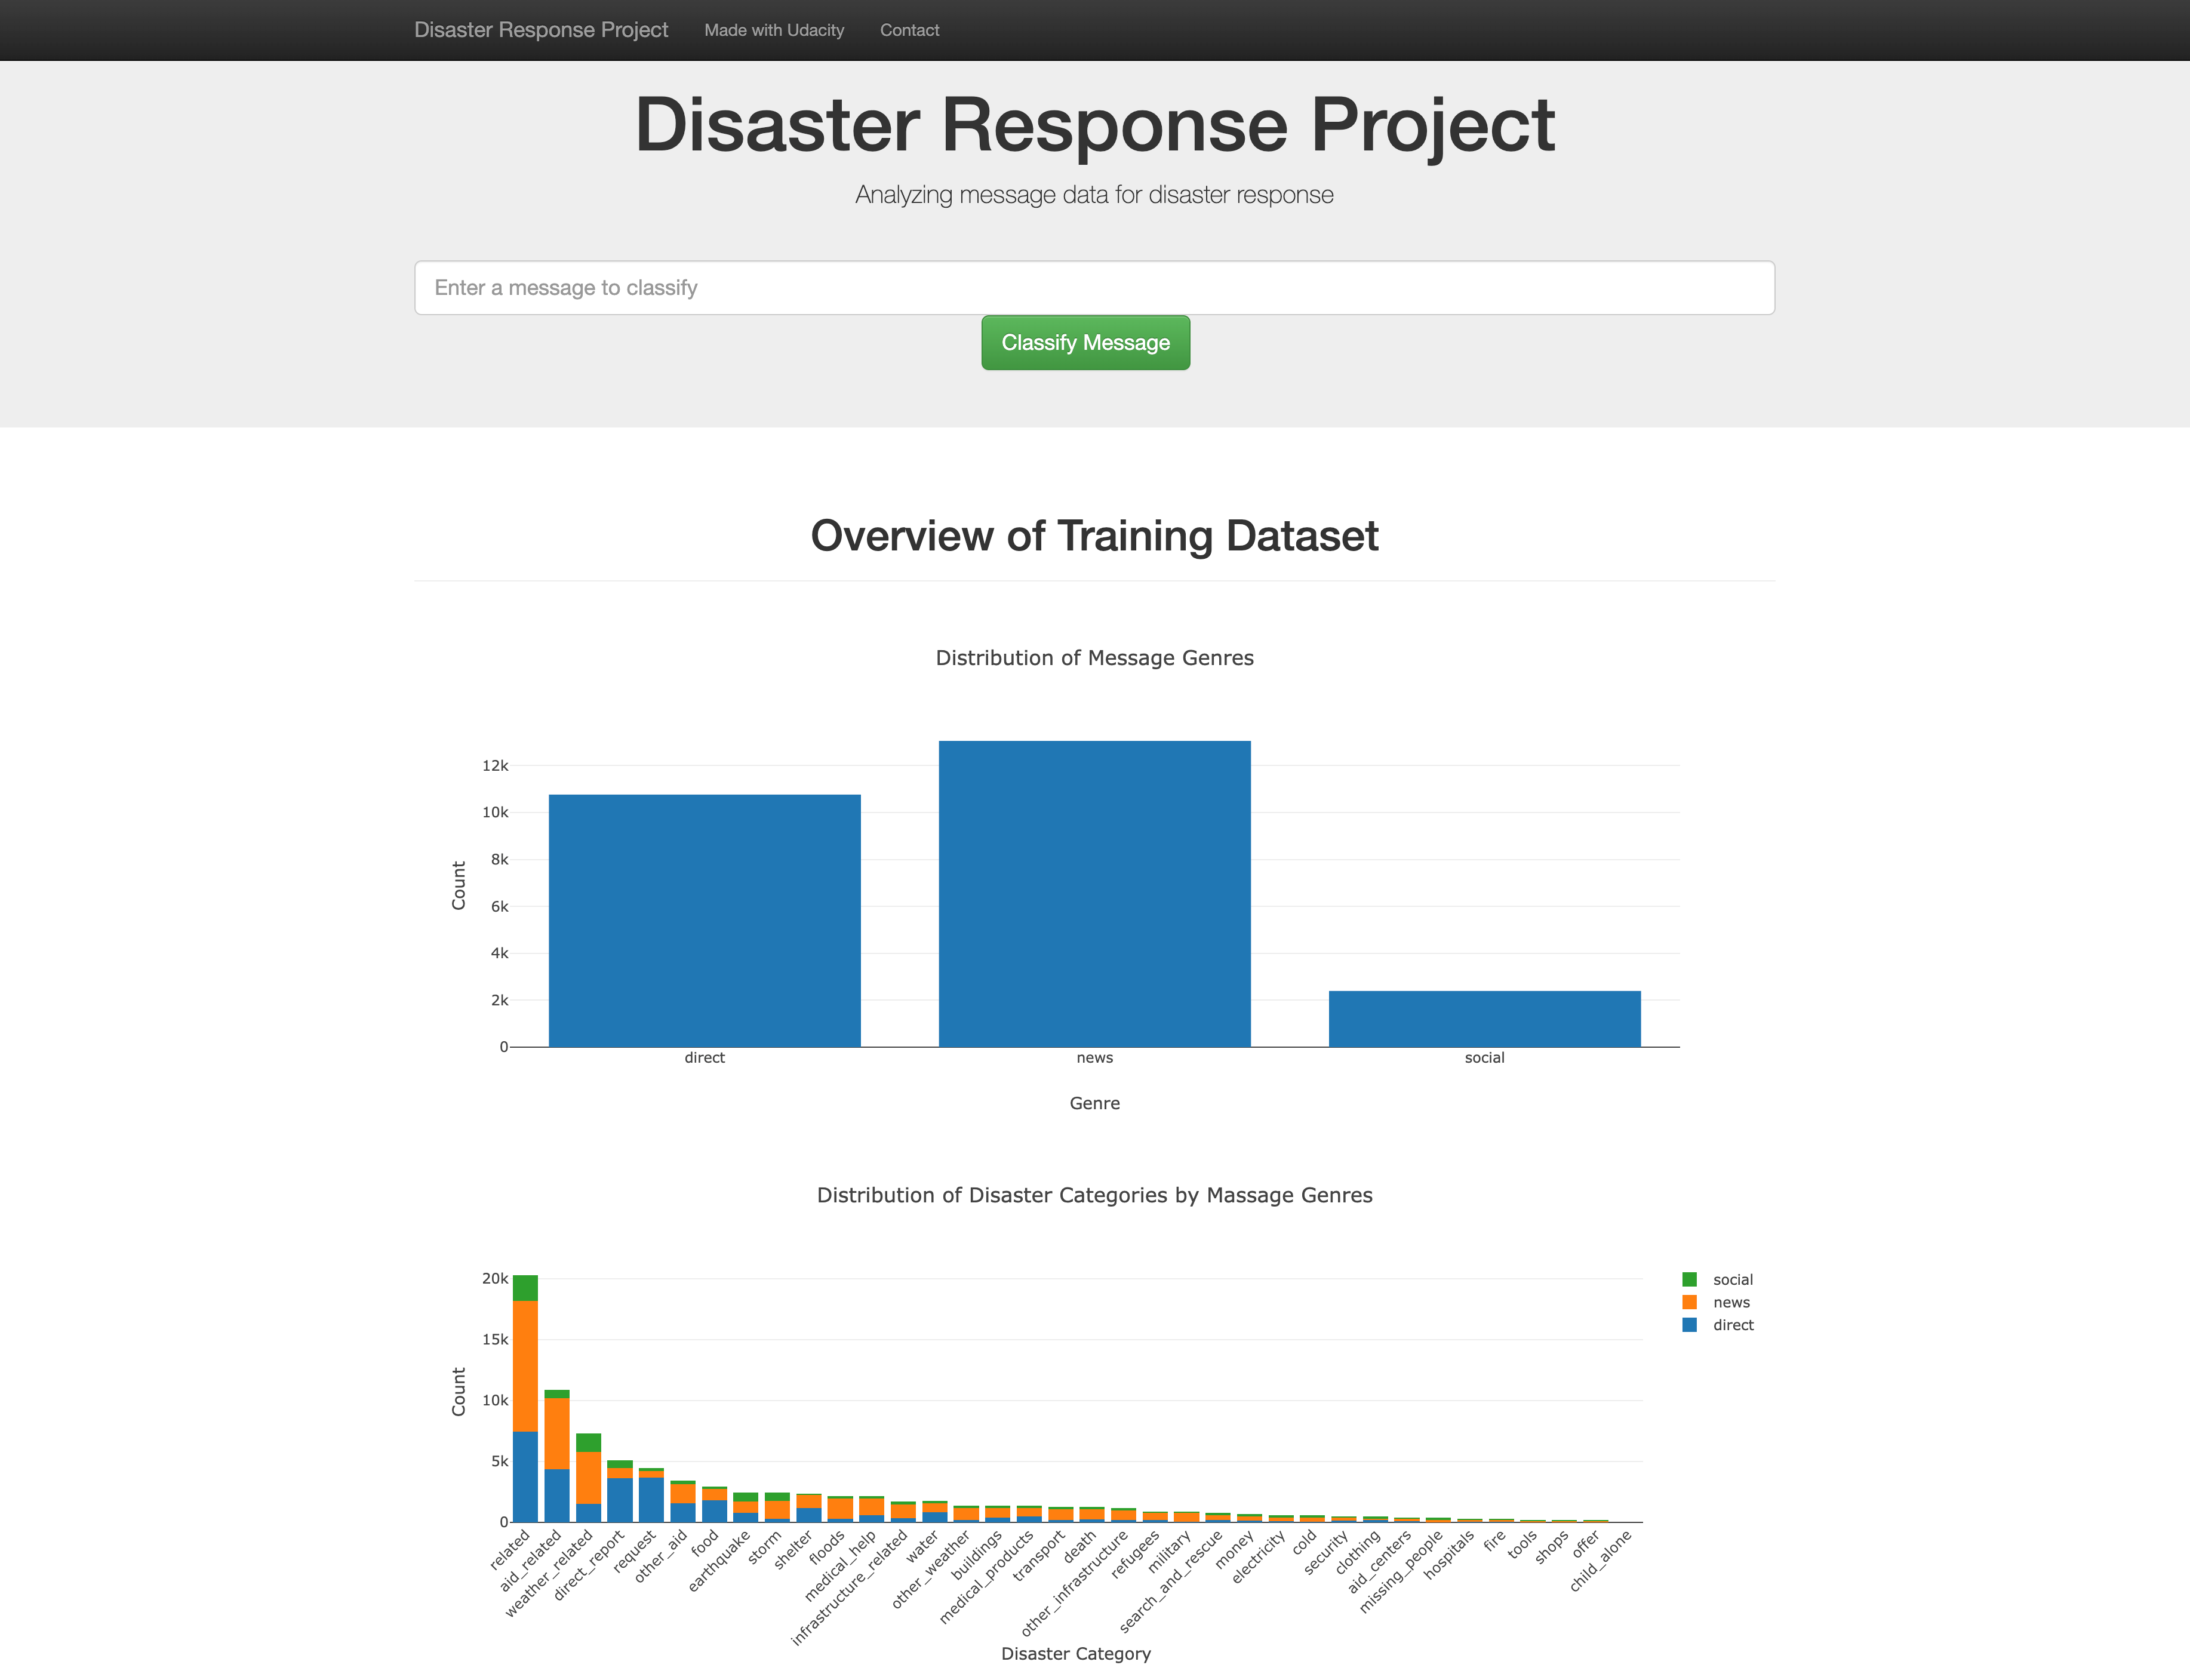 Disaster Response Project Made with Udacity Contact
Disaster Response Project
Analyzing message data for disaster response
Enter a message to classify
Classify Message
Overview of Training Dataset
Distribution of Message Genres
12k
10k
8k
6k
4k
2k
0
Count
direct news social
Genre
Distribution of Disaster Categories by Massage Genres
20k
15k
10k
5k
0
Count
social
news
direct
related
aid_related
weather_related
direct_report
request
other_aid
food
earthquake
storm
shelter
floods
medical_help
infrastructure_related
water
other_weather
buildings
medical_products
transport
death
other_infrastructure
refugees
military
search_and_rescue
money
electricity
cold
security
clothing
aid_centers
missing_people
hospitals
fire
tools
shops
offer
child_alone
Disaster Category